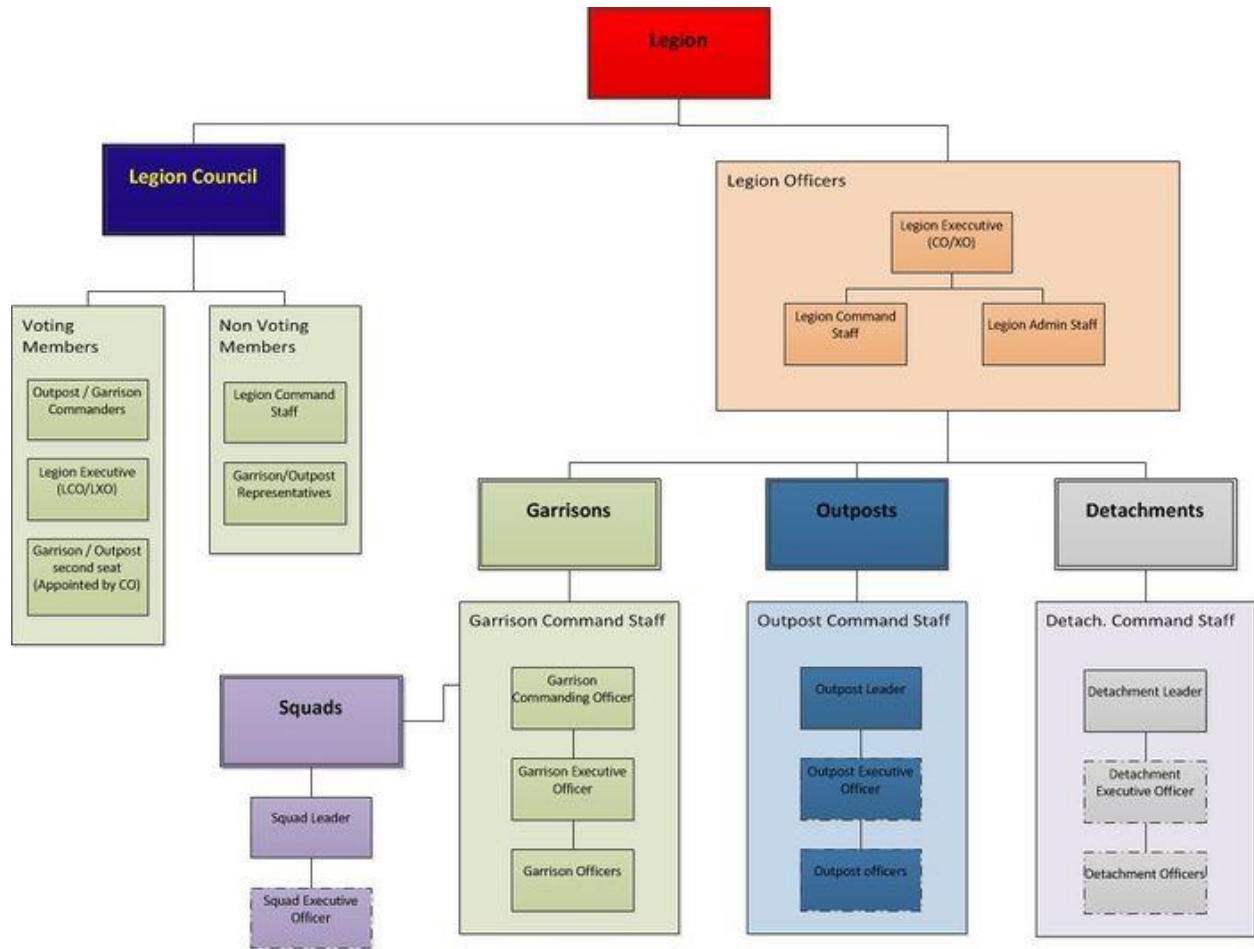 Legion
Legion Council
Legion Officers
Legion Execcutive
(CO/XO)
Legion Command
Staff
Legion Admin Staff
Voting
Members
Outpost / Garrison
Commanders
Legion Executive
(LCO/LXO)
Garrison / Outpost
second seat
(Appointed by CO)
Non Voting
Members
Legion Command
Staff
Garrison/Outpost
Representatives
Garrisons
Outposts
Detachments
Garrison Command Staff
Garrison
Commanding Officer
Garrison Executive
Officer
Garrison Officers
Outpost Command Staff
Outpost Leader
Outpost Executive
Officer
Outpost officers
Detach. Command Staff
Detachment Leader
Detachment
Executive Officer
Detachment Officers
Squads
Squad Leader
Squad Executive
Officer